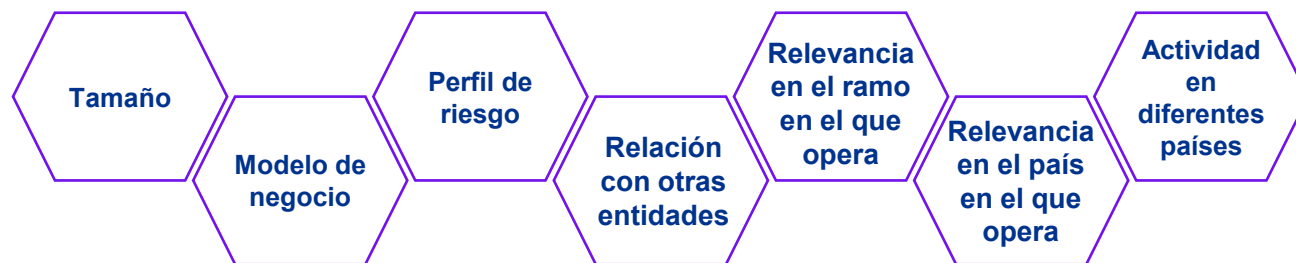 Tamaño
Modelo de
negocio
Perfil de
riesgo
Relación
con otras
entidades
Relevancia
en el ramo
en el que
opera
Relevancia
en el país
en el que
opera
Actividad
en
diferentes
países